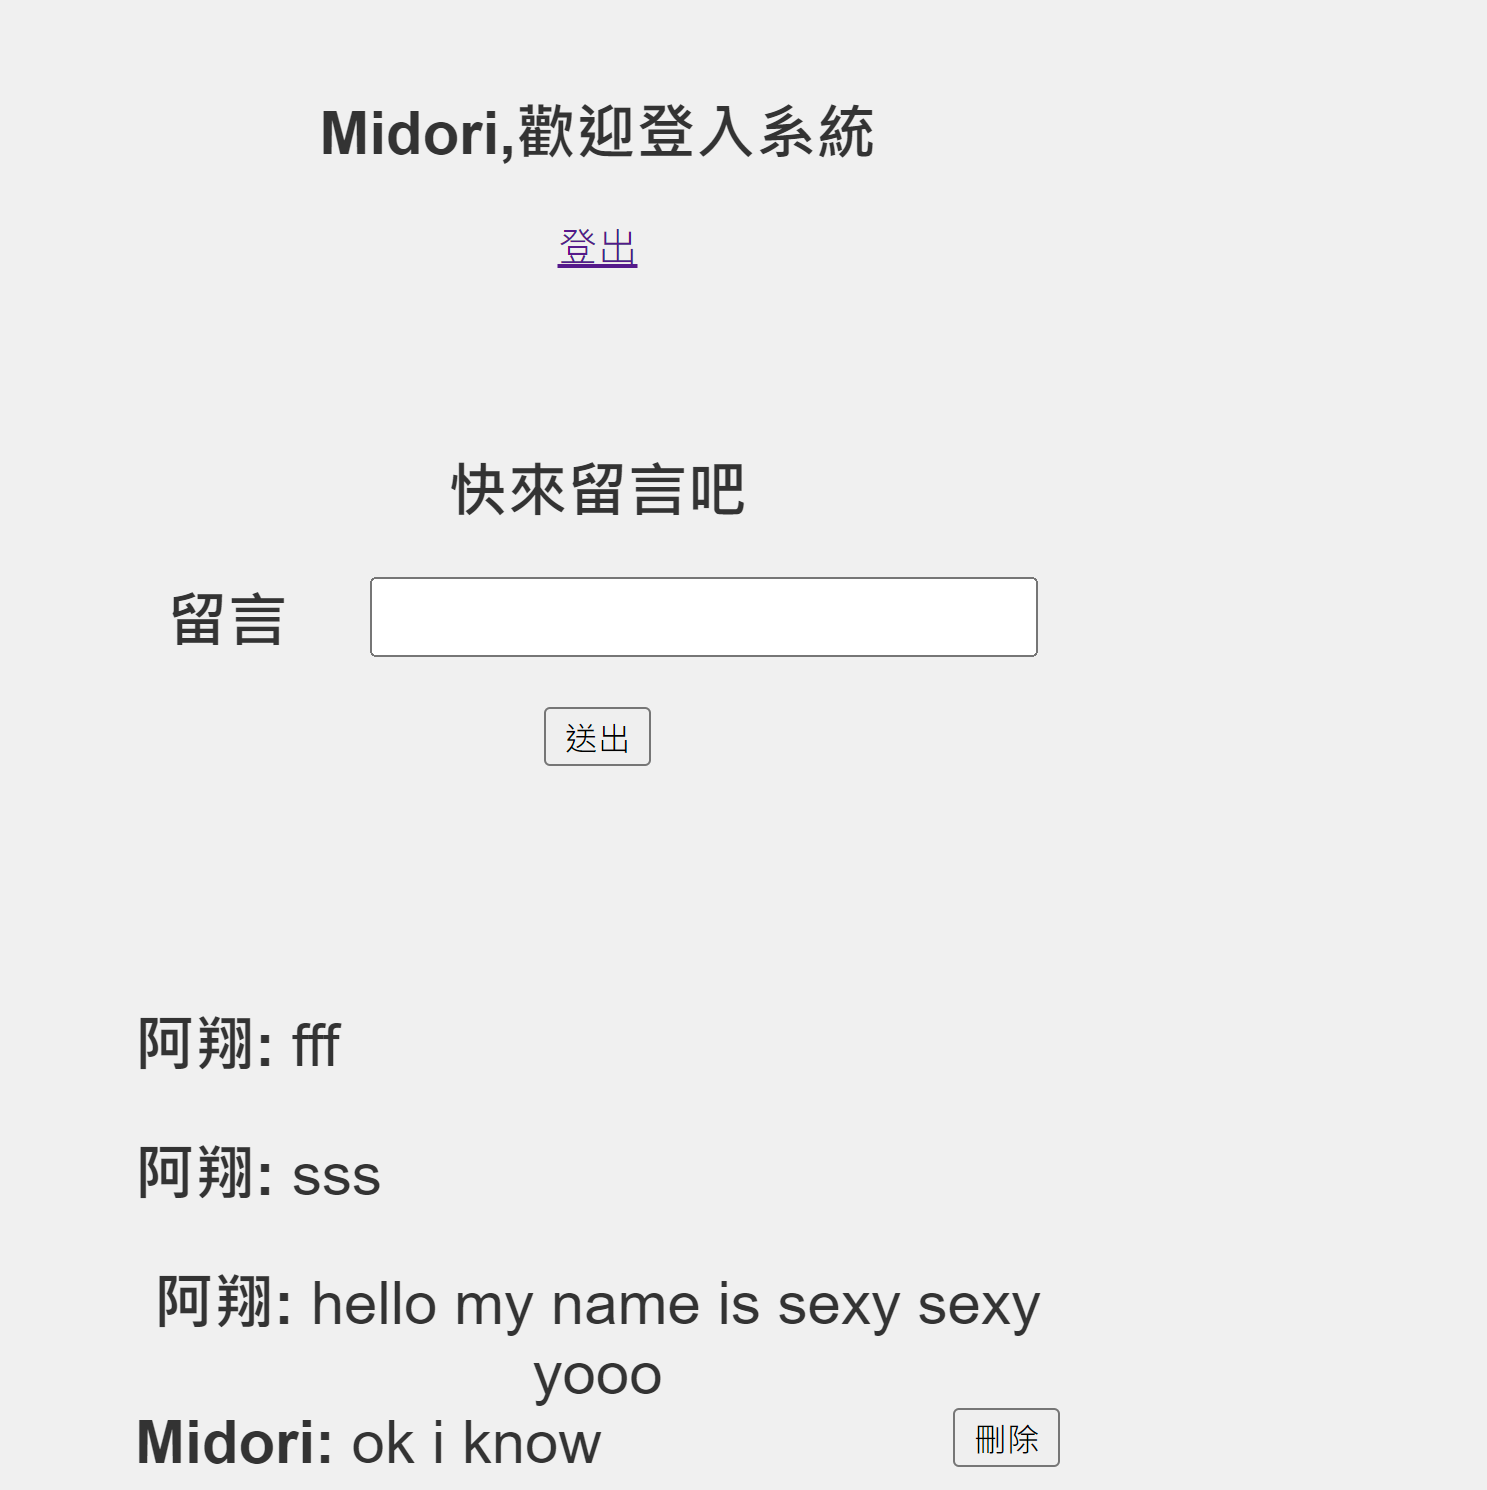 Midori,歡迎登入系統
登出
快來留言吧
留言
送出
阿翔: fff
阿翔: sss
阿翔: hello my name is sexy sexy
yooo
Midori: ok i know 刪除